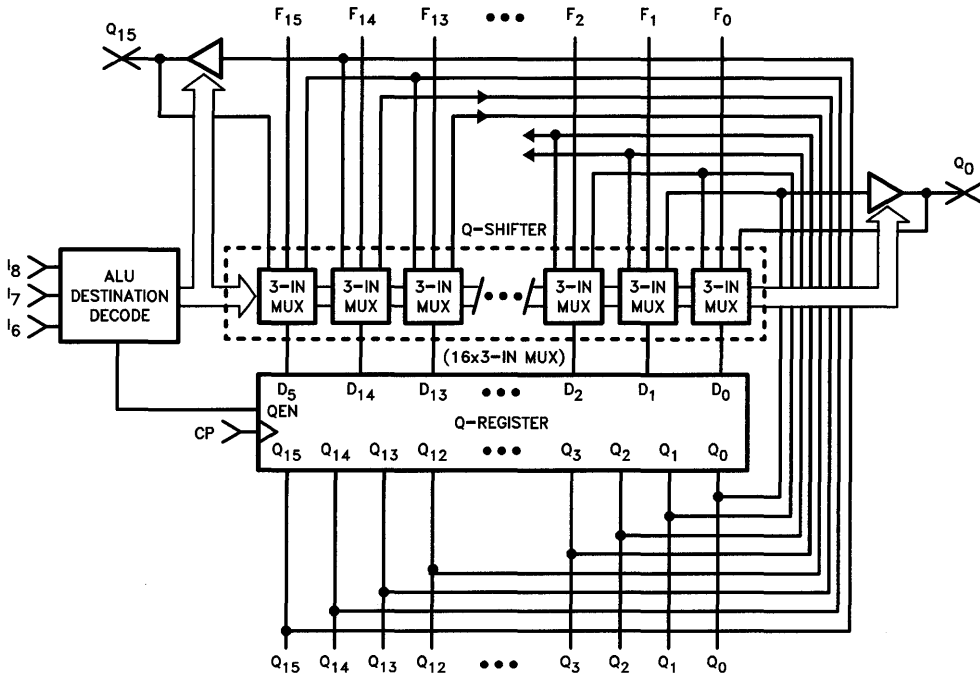 F15 F14 F13 ••• F2 F1 F0
Q15
Q0
Q-SHIFTER
I8
I7
I6
ALU
DESTINATION
DECODE
3-IN MUX
3-IN MUX
3-IN MUX
•••
3-IN MUX
3-IN MUX
3-IN MUX
(16x3-IN MUX)
D5 D14 D13 ••• D2 D1 D0
QEN
Q-REGISTER
CP
Q15 Q14 Q13 Q12 ••• Q3 Q2 Q1 Q0
Q15 Q14 Q13 Q12 ••• Q3 Q2 Q1 Q0